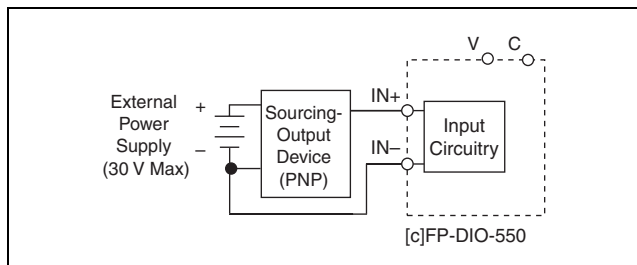 V C
External
Power
Supply
(30 V Max)
+
–
Sourcing-
Output
Device
(PNP)
IN+
IN–
Input
Circuitry
[c]FP-DIO-550